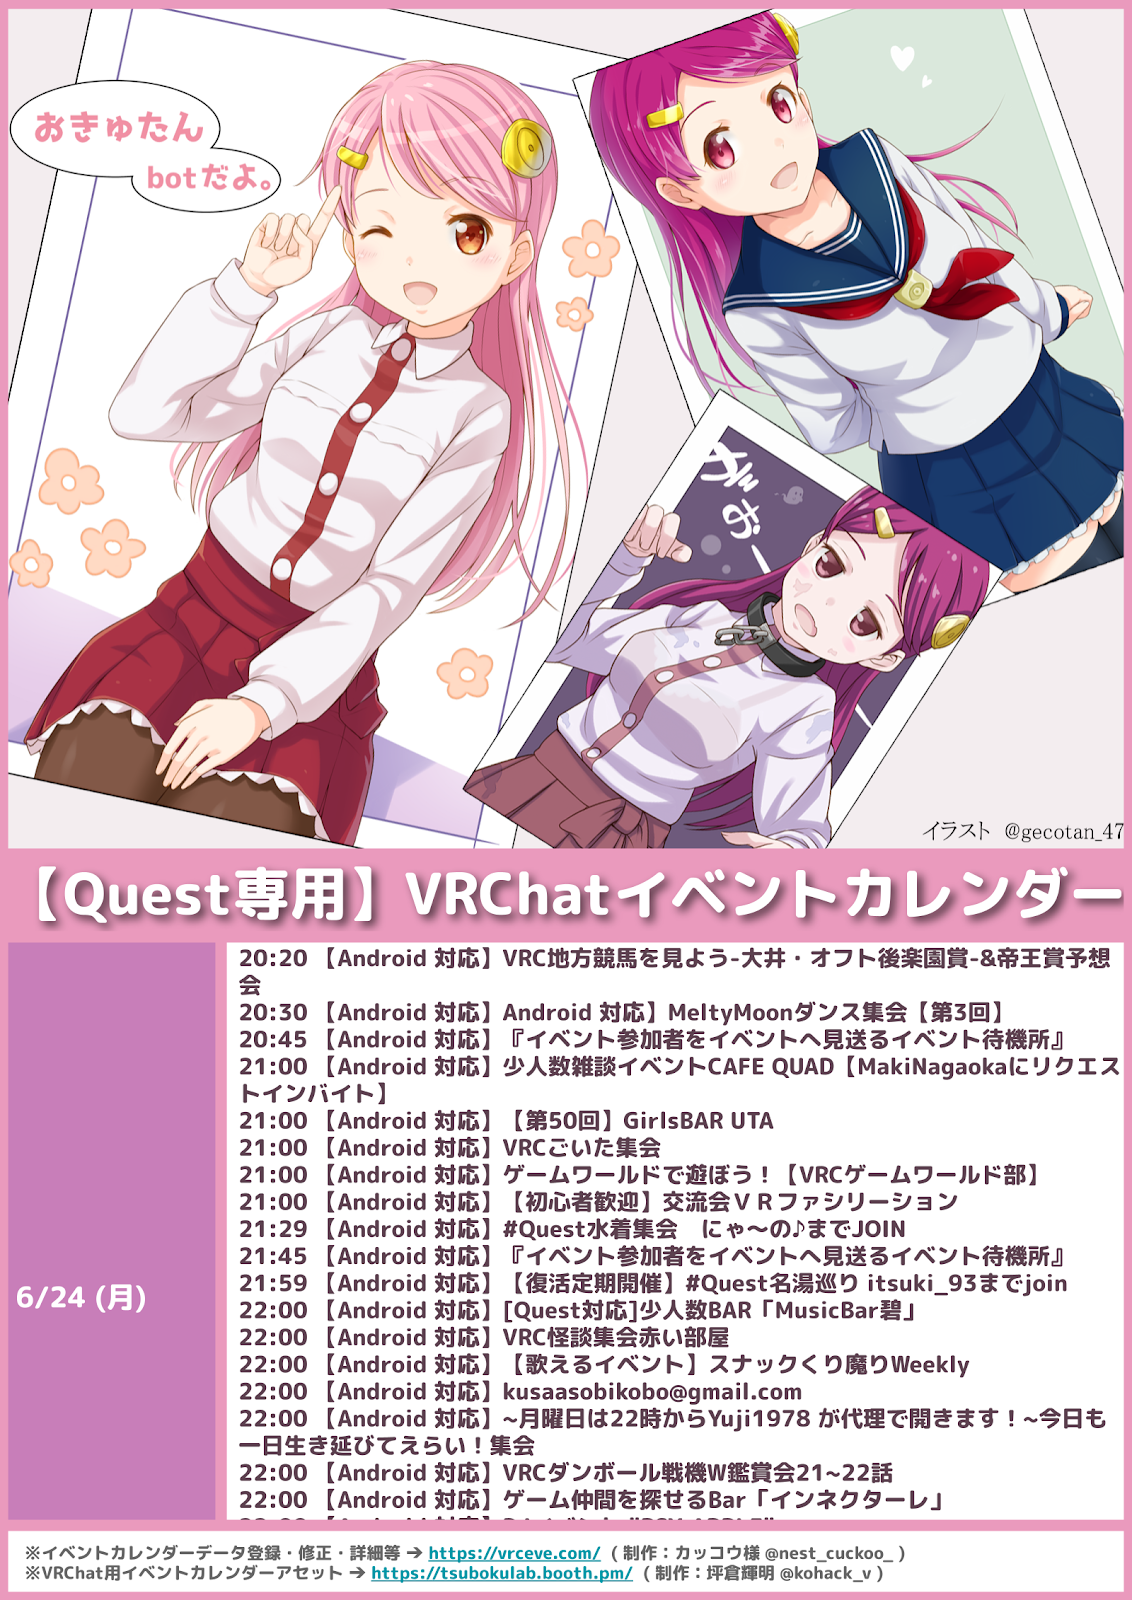 おきゅたん
botだよ。
がおー
イラスト @gecotan_47
【Quest専用】VRChatイベントカレンダー
6/24 (月)
20:20 【Android 対応】VRC地方競馬を見よう-大井・オフト後楽園賞-&帝王賞予想
会
20:30 【Android 対応】Android 対応】MeltyMoonダンス集会【第3回】
20:45 【Android 対応】『イベント参加者をイベントへ見送るイベント待機所』
21:00 【Android 対応】少人数雑談イベントCAFE QUAD【MakiNagaokaにリクエス
トインバイト】
21:00 【Android 対応】【第50回】GirlsBAR UTA
21:00 【Android 対応】VRCごいた集会
21:00 【Android 対応】ゲームワールドで遊ぼう！【VRCゲームワールド部】
21:00 【Android 対応】【初心者歓迎】交流会ＶＲファシリーション
21:29 【Android 対応】#Quest水着集会　にゃ～の♪までJOIN
21:45 【Android 対応】『イベント参加者をイベントへ見送るイベント待機所』
21:59 【Android 対応】【復活定期開催】#Quest名湯巡り itsuki_93までjoin
22:00 【Android 対応】[Quest対応]少人数BAR「MusicBar碧」
22:00 【Android 対応】VRC怪談集会赤い部屋
22:00 【Android 対応】【歌えるイベント】スナックくり魔りWeekly
22:00 【Android 対応】kusaasobikobo@gmail.com
22:00 【Android 対応】~月曜日は22時からYuji1978 が代理で開きます！~今日も
一日生き延びてえらい！集会
22:00 【Android 対応】VRCダンボール戦機W鑑賞会21~22話
22:00 【Android 対応】ゲーム仲間を探せるBar「インネクターレ」
※イベントカレンダーデータ登録・修正・詳細等 ➔ https://vrceve.com/ ( 制作：カッコウ様 @nest_cuckoo_ )
※VRChat用イベントカレンダーアセット ➔ https://tsubokulab.booth.pm/ ( 制作：坪倉輝明 @kohack_v )